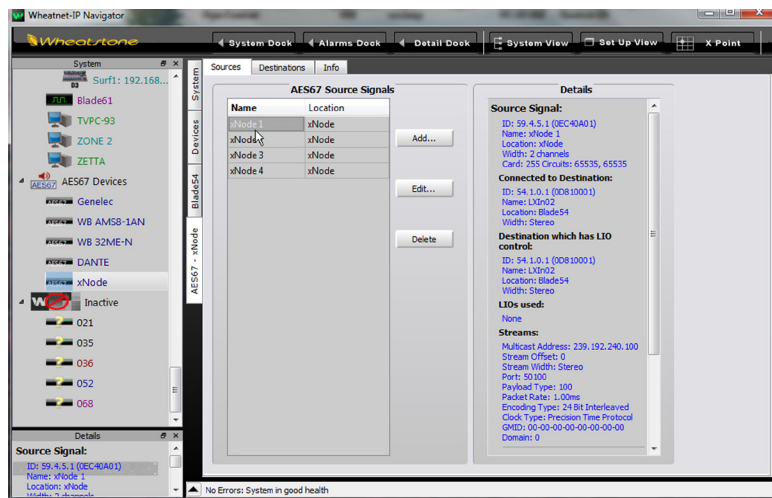 Wheatnet-IP Navigator
Wheatstone
System Dock
Alarms Dock
Detail Dock
System View
Set Up View
X Point
System
03
Surf1: 192.168...
Blade61
TVPC-93
ZONE 2
ZETTA
AES67
AES67 Devices
Genelec
WB AMS8-1AN
WB 32ME-N
DANTE
xNode
Inactive
021
035
036
052
068
Details
Source Signal:
ID: 59.4.5.1 (0EC40A01)
Name: xNode 1
Location: xNode
Width: 2 channels
System
Devices
Blade54
AES67 - xNode
Sources
Destinations
Info
AES67 Source Signals
Name
Location
xNode 1
xNode
xNode
xNode 3
xNode
xNode 4
xNode
Add...
Edit...
Delete
Details
Source Signal:
ID: 59.4.5.1 (0EC40A01)
Name: xNode 1
Location: xNode
Width: 2 channels
Card: 255 Circuits: 65535, 65535
Connected to Destination:
ID: 54.1.0.1 (0D810001)
Name: LXIn02
Location: Blade54
Width: Stereo
Destination which has LIO
control:
ID: 54.1.0.1 (0D810001)
Name: LXIn02
Location: Blade54
Width: Stereo
LIOs used:
None
Streams:
Multicast Address: 239.192.240.100
Stream Offset: 0
Stream Width: Stereo
Port: 50100
Payload Type: 100
Packet Rate: 1.00ms
Encoding Type: 24 Bit Interleaved
Clock Type: Precision Time Protocol
GMID: 00-00-00-00-00-00-00-00
Domain: 0
No Errors: System in good health